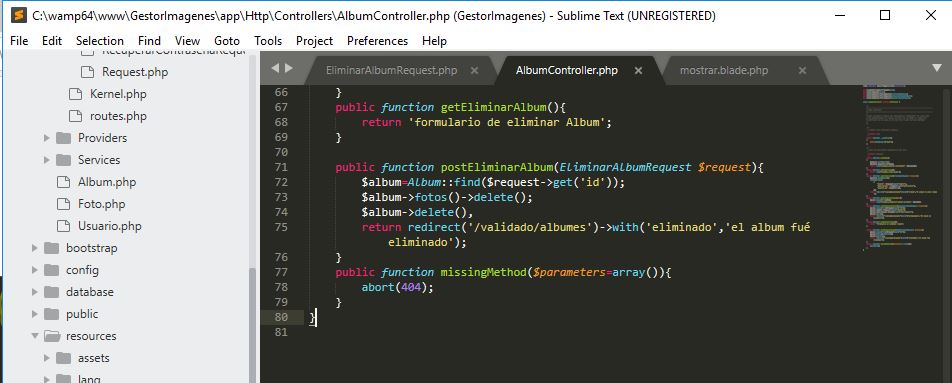 C:\wamp64\www\GestorImagenes\app\Http\Controllers\AlbumController.php (GestorImagenes) - Sublime Text (UNREGISTERED)
File Edit Selection Find View Goto Tools Project Preferences Help
RecuperarContrasenaRequ
Request.php
Kernel.php
routes.php
Providers
Services
Album.php
Foto.php
Usuario.php
bootstrap
config
database
public
resources
assets
lang
EliminarAlbumRequest.php AlbumController.php mostrar.blade.php
66 }
67 public function getEliminarAlbum(){
68 return 'formulario de eliminar Album';
69 }
70
71 public function postEliminarAlbum(EliminarAlbumRequest $request){
72 $album=Album::find($request->get('id'));
73 $album->fotos()->delete();
74 $album->delete(),
75 return redirect('/validado/albumes')->with('eliminado','el album fué
eliminado');
76 }
77 public function missingMethod($parameters=array()){
78 abort(404);
79 }
80 }
81